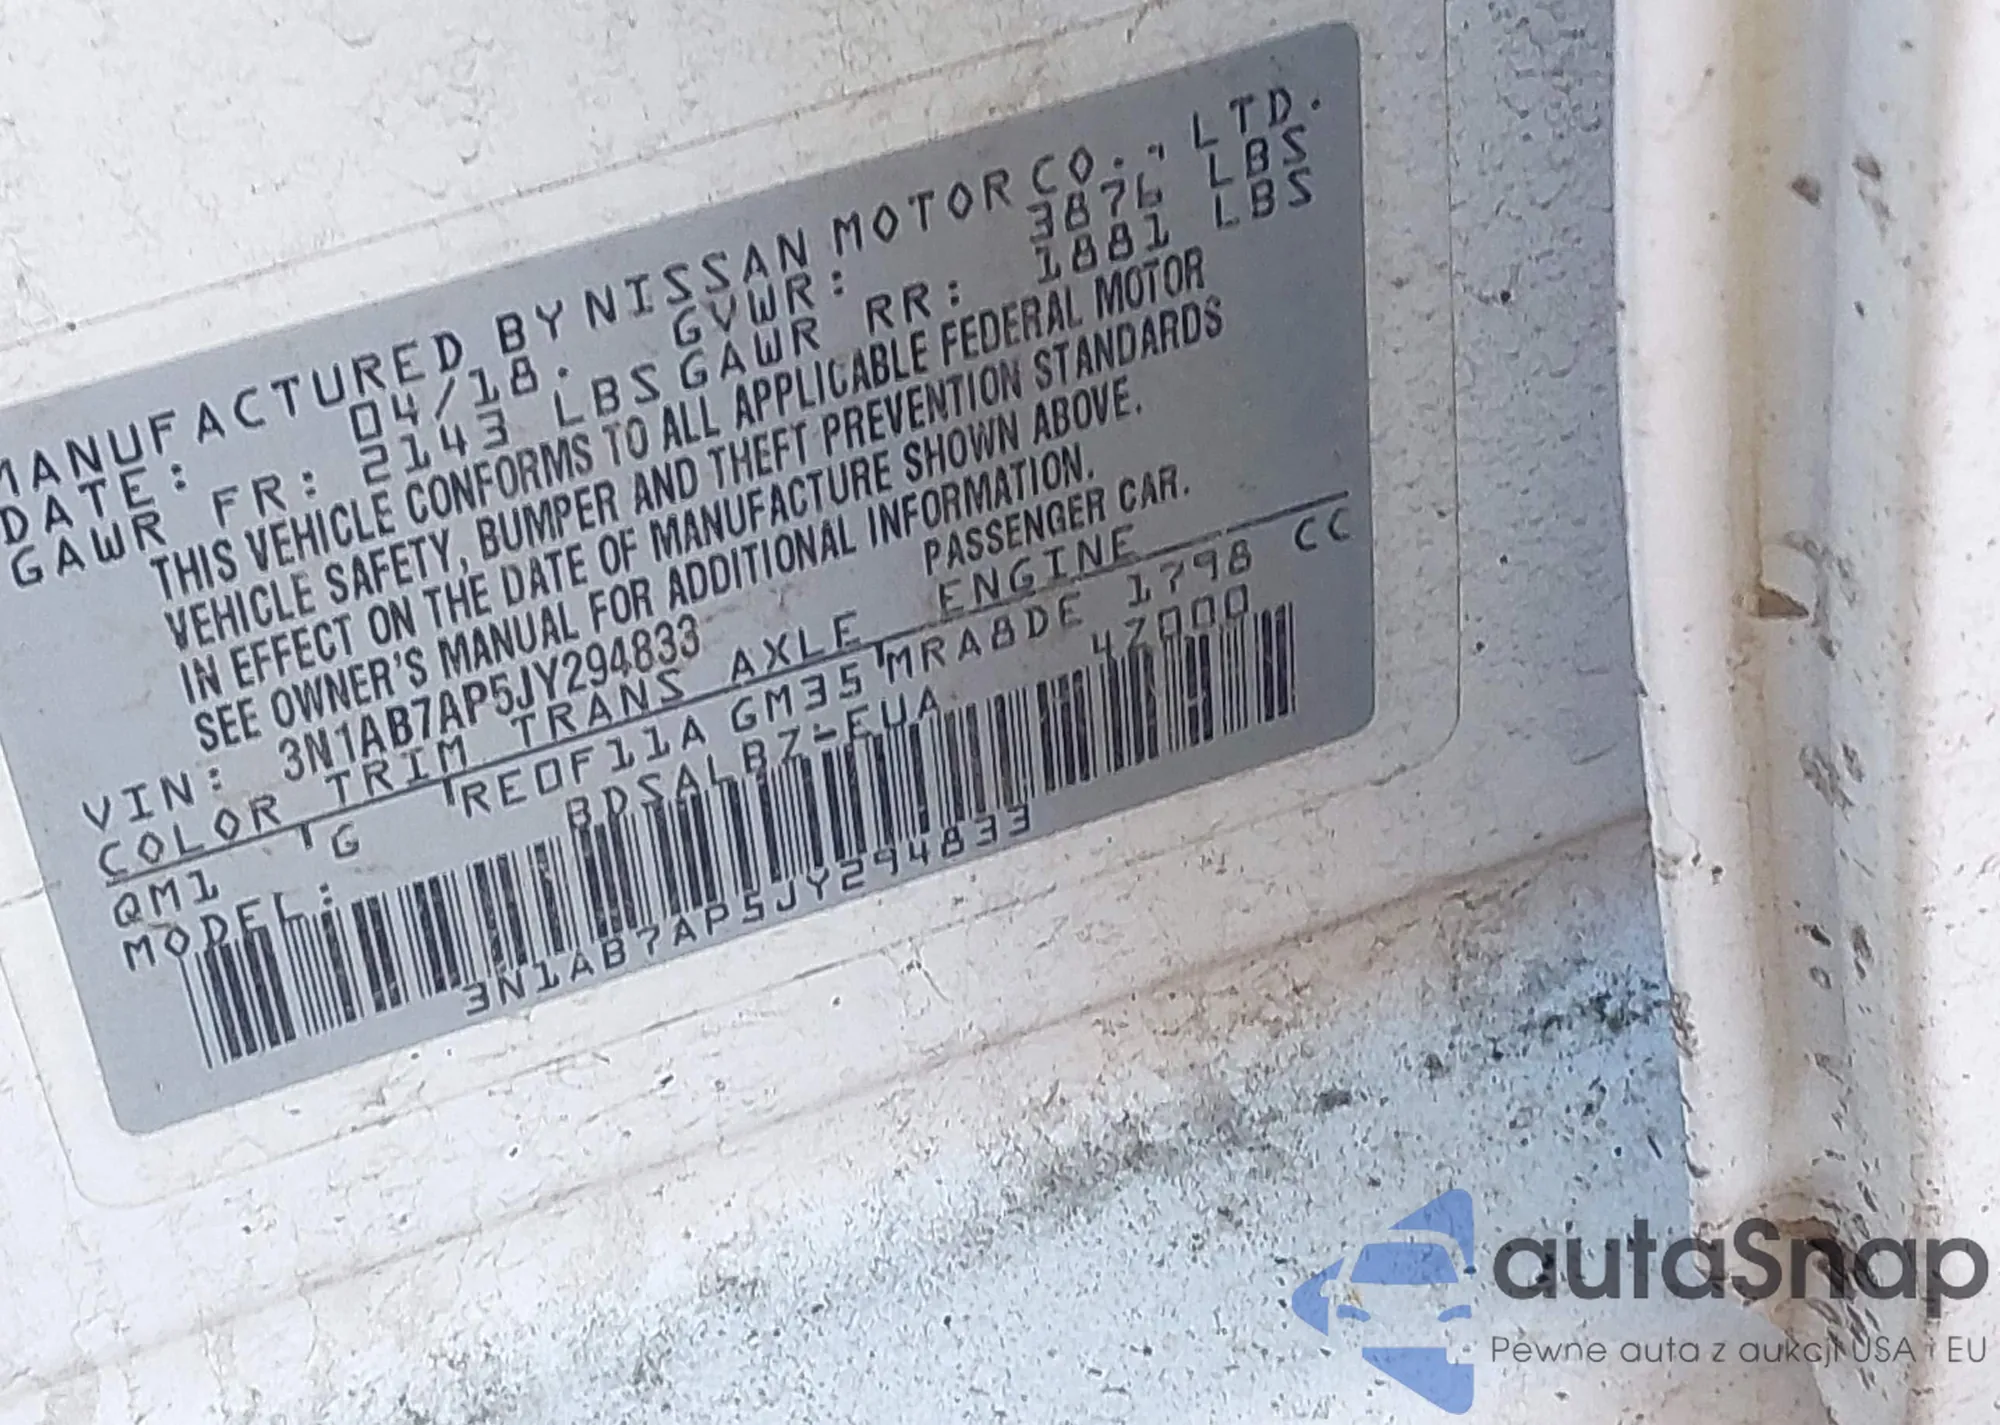 MANUFACTURED BY NISSAN MOTOR CO., LTD.
DATE: 04/18. GVWR: 3876 LBS
GAWR FR: 2143 LBS GAWR RR: 1881 LBS
THIS VEHICLE CONFORMS TO ALL APPLICABLE FEDERAL MOTOR
VEHICLE SAFETY, BUMPER AND THEFT PREVENTION STANDARDS
IN EFFECT ON THE DATE OF MANUFACTURE SHOWN ABOVE.
SEE OWNER'S MANUAL FOR ADDITIONAL INFORMATION.
VIN: 3N1AB7AP5JY294833 PASSENGER CAR.
COLOR TRIM TRANS AXLE ENGINE
QM1 G RE0F11A GM35 MRA8DE 1798 CC
MODEL: BDSALBZ-EUA 47000
3N1AB7AP5JY294833
autaSnap
Pewne auta z aukcji USA i EU